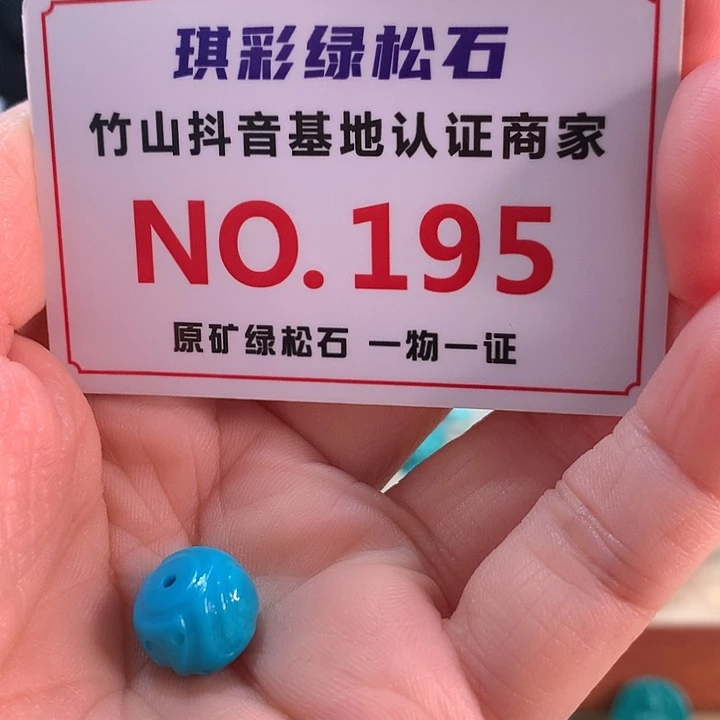 琪彩绿松石
竹山抖音基地认证商家
NO.195
原矿绿松石 一物一证